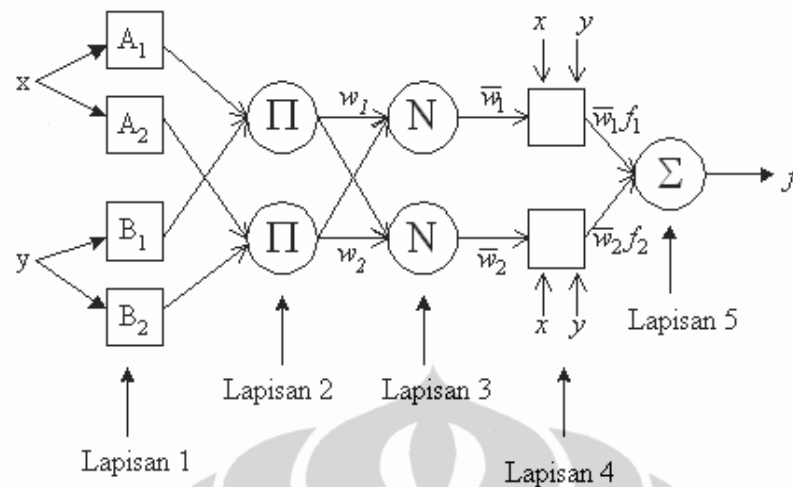 x y
A₁
x
A₂
Π w₁ N w̅₁ w̅₁f₁
Σ f
B₁
y
B₂
Π w₂ N w̅₂ w̅₂f₂
x y
Lapisan 5
Lapisan 2 Lapisan 3
Lapisan 1
Lapisan 4